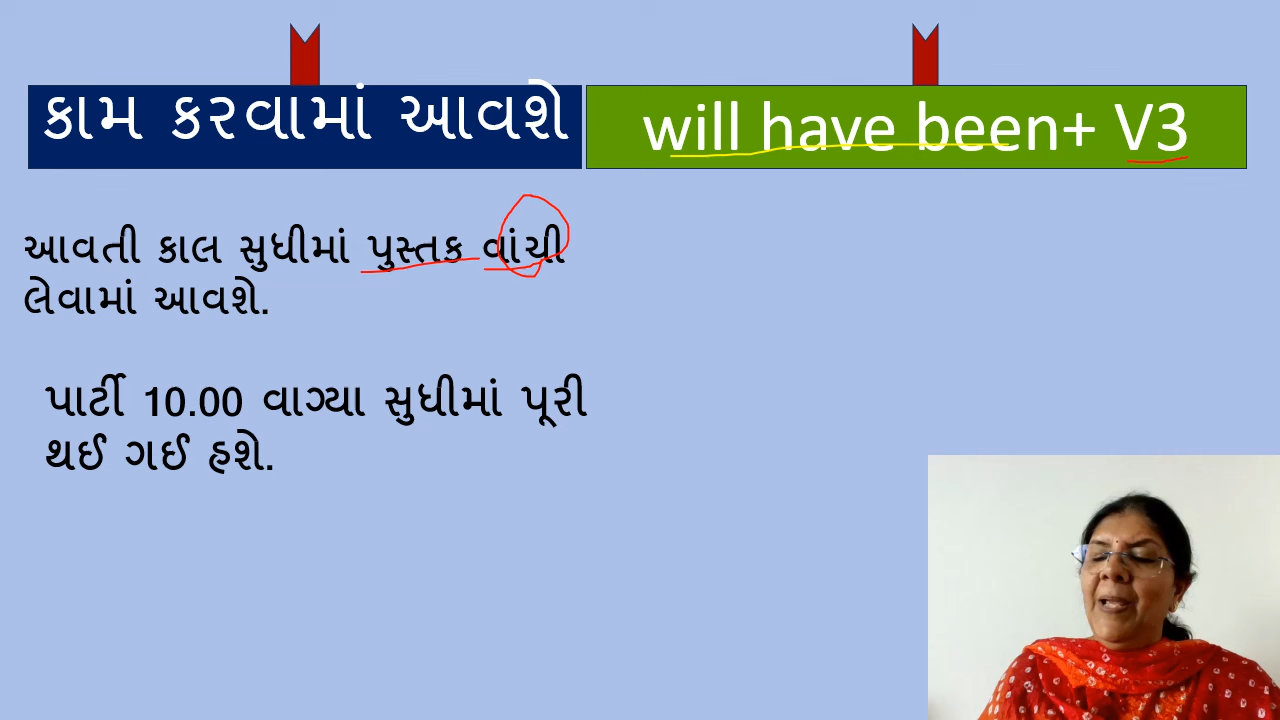 કામ કરવામાં આવશે
will have been+ V3
આવતી કાલ સુધીમાં પુસ્તક વાંચી
લેવામાં આવશે.
પાર્ટી 10.00 વાગ્યા સુધીમાં પૂરી
થઈ ગઈ હશે.